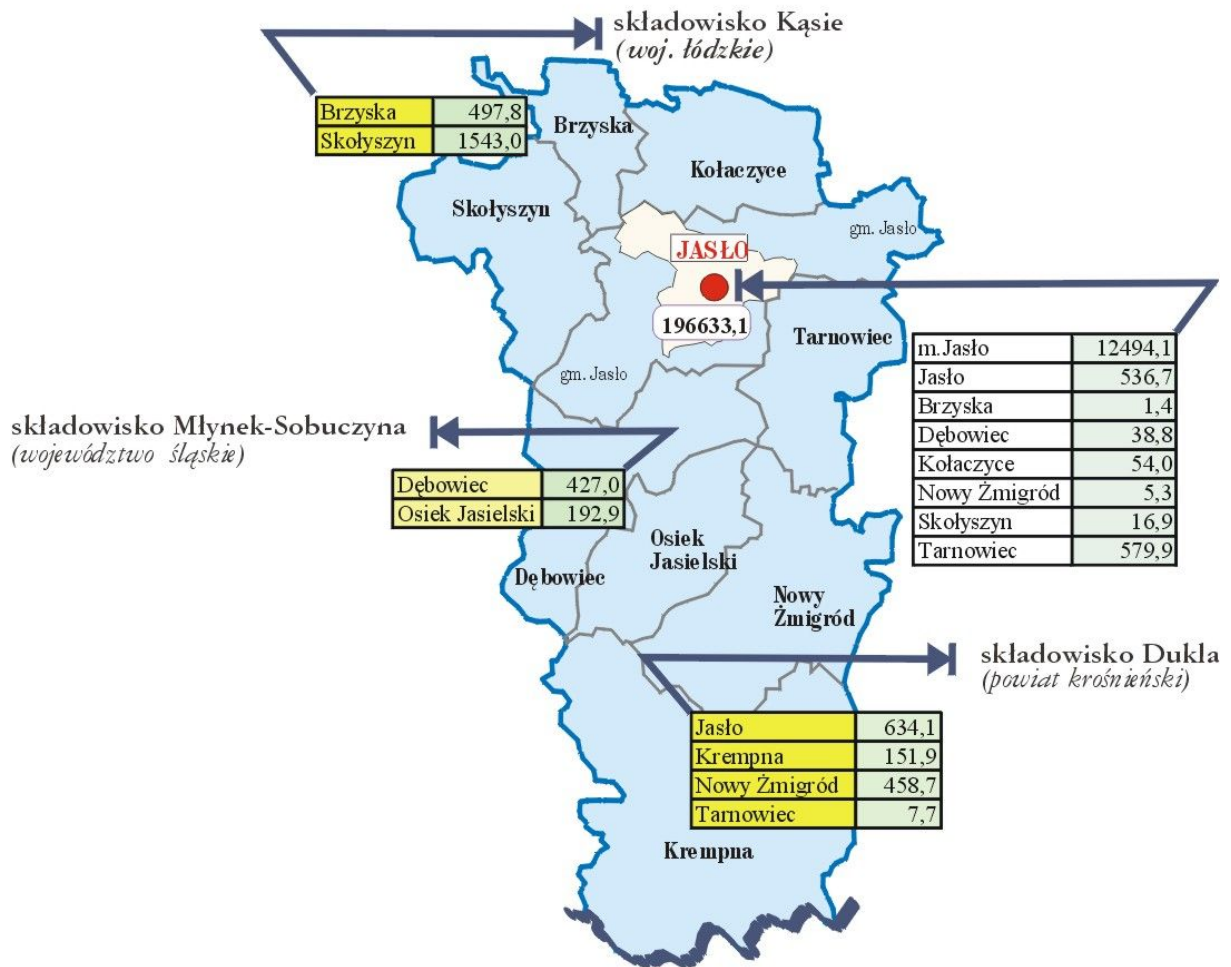 składowisko Kąsie
(woj. łódzkie)
Brzyska 497,8
Skołyszyn 1543,0
Brzyska
Kołaczyce
Skołyszyn
gm. Jasło
JASŁO
196633,1
Tarnowiec
gm. Jasło
m.Jasło 12494,1
Jasło 536,7
Brzyska 1,4
Dębowiec 38,8
Kołaczyce 54,0
Nowy Żmigród 5,3
Skołyszyn 16,9
Tarnowiec 579,9
składowisko Młynek-Sobuczyna
(województwo śląskie)
Dębowiec 427,0
Osiek Jasielski 192,9
Osiek
Jasielski
Dębowiec
Nowy
Żmigród
składowisko Dukla
(powiat krośnieński)
Jasło 634,1
Krempna 151,9
Nowy Żmigród 458,7
Tarnowiec 7,7
Krempna